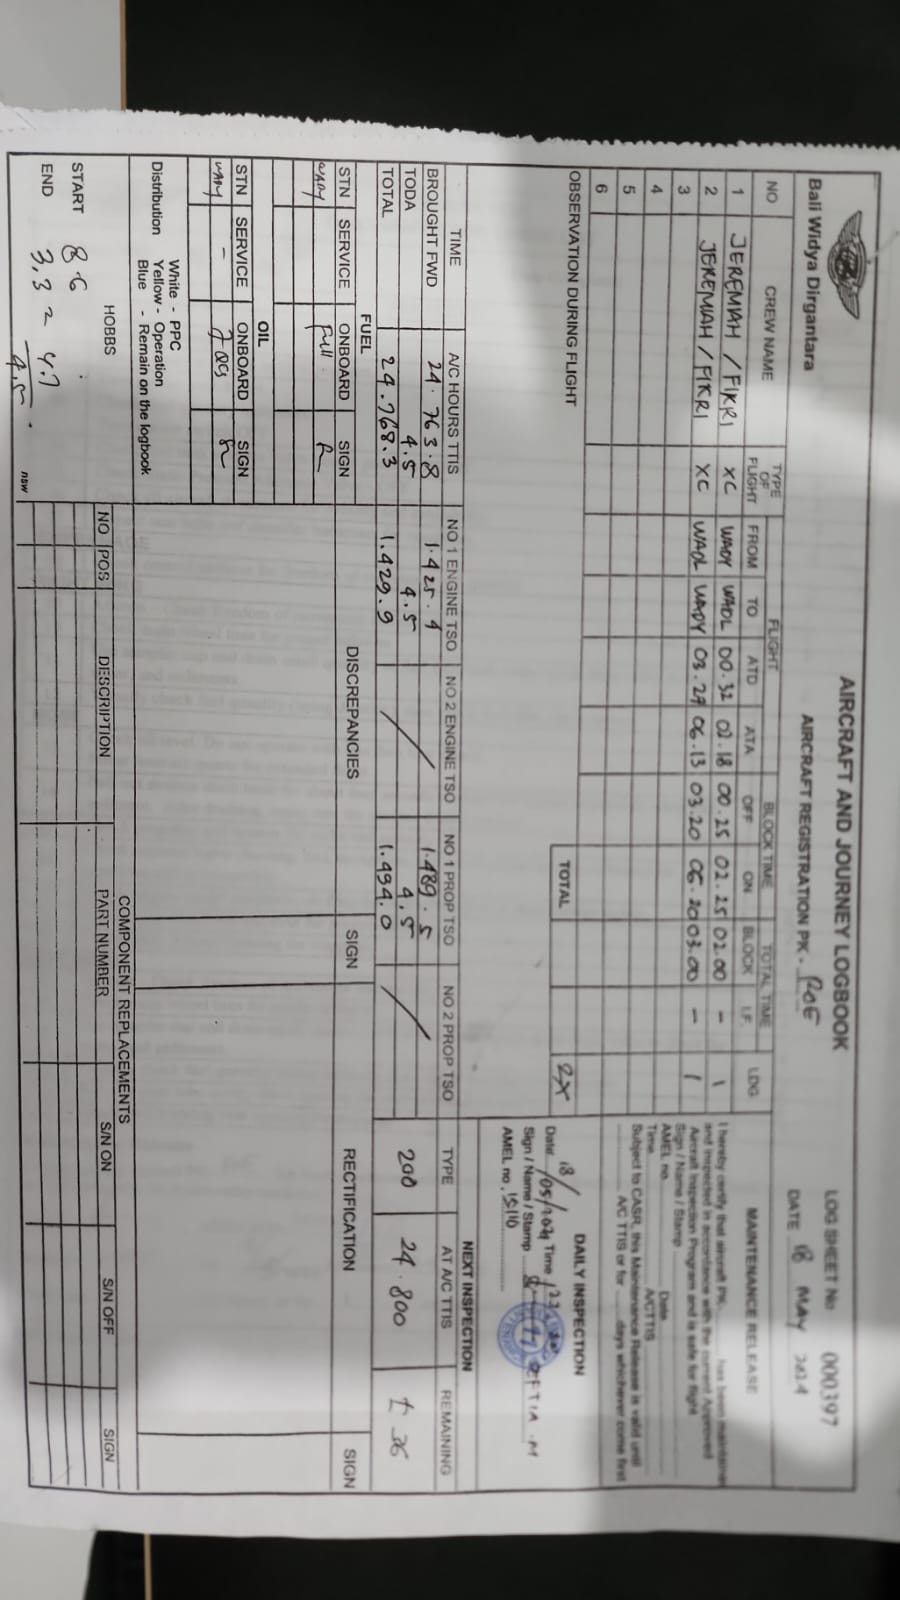 AIRCRAFT AND JOURNEY LOGBOOK
LOG SHEET No 000397
Bali Widya Dirgantara
AIRCRAFT REGISTRATION PK - ROE
DATE 18 MAY 2024
NO CREW NAME TYPE OF FLIGHT FLIGHT BLOCK TIME TOTAL TIME LDG
FROM TO ATD ATA OFF ON BLOCK I.F.
1 JEREMIAH / FIKRI XC WADY WADL 00.32 02.18 00.25 02.25 02.00 - 1
2 JEREMIAH / FIKRI XC WADL WADY 03.29 06.13 03.20 06.20 03.00 - 1
3
4
5
6
TOTAL 2X
OBSERVATION DURING FLIGHT
MAINTENANCE RELEASE
I hereby certify that aircraft PK- has been maintained
and inspected in accordance with the current Approved
Aircraft Inspection Program and is safe for flight
Sign / Name / Stamp
AMEL no. Date
Time A/C TTIS
Subject to CASR, this Maintenance Release is valid until
A/C TTIS or for days whichever come first
DAILY INSPECTION
Date 18/05/2024 Time
Sign / Name / Stamp SEFTIA . M
AMEL no.
TIME A/C HOURS TTIS NO 1 ENGINE TSO NO 2 ENGINE TSO NO 1 PROP TSO NO 2 PROP TSO
BROUGHT FWD 24.763.8 1.425.4 1.489.5
TODA 4.5 4.5 4.5
TOTAL 24.768.3 1.429.9 1.494.0
NEXT INSPECTION
TYPE AT A/C TTIS REMAINING
200 24.800
FUEL
STN SERVICE ONBOARD SIGN
WADY Full
OIL
STN SERVICE ONBOARD SIGN
WADY -
Distribution White - PPC
Yellow - Operation
Blue - Remain on the logbook
DISCREPANCIES SIGN RECTIFICATION SIGN
HOBBS
START 8.6
END 3,3
4.7
4.5
nsw
COMPONENT REPLACEMENTS
NO POS DESCRIPTION PART NUMBER S/N ON S/N OFF SIGN